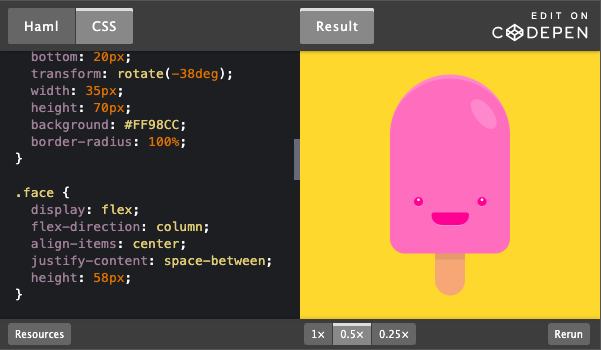 Haml
CSS
Result
EDIT ON
CODEPEN
bottom: 20px;
transform: rotate(-38deg);
width: 35px;
height: 70px;
background: #FF98CC;
border-radius: 100%;
}
.face {
display: flex;
flex-direction: column;
align-items: center;
justify-content: space-between;
height: 58px;
}
Resources
1×
0.5×
0.25×
Rerun